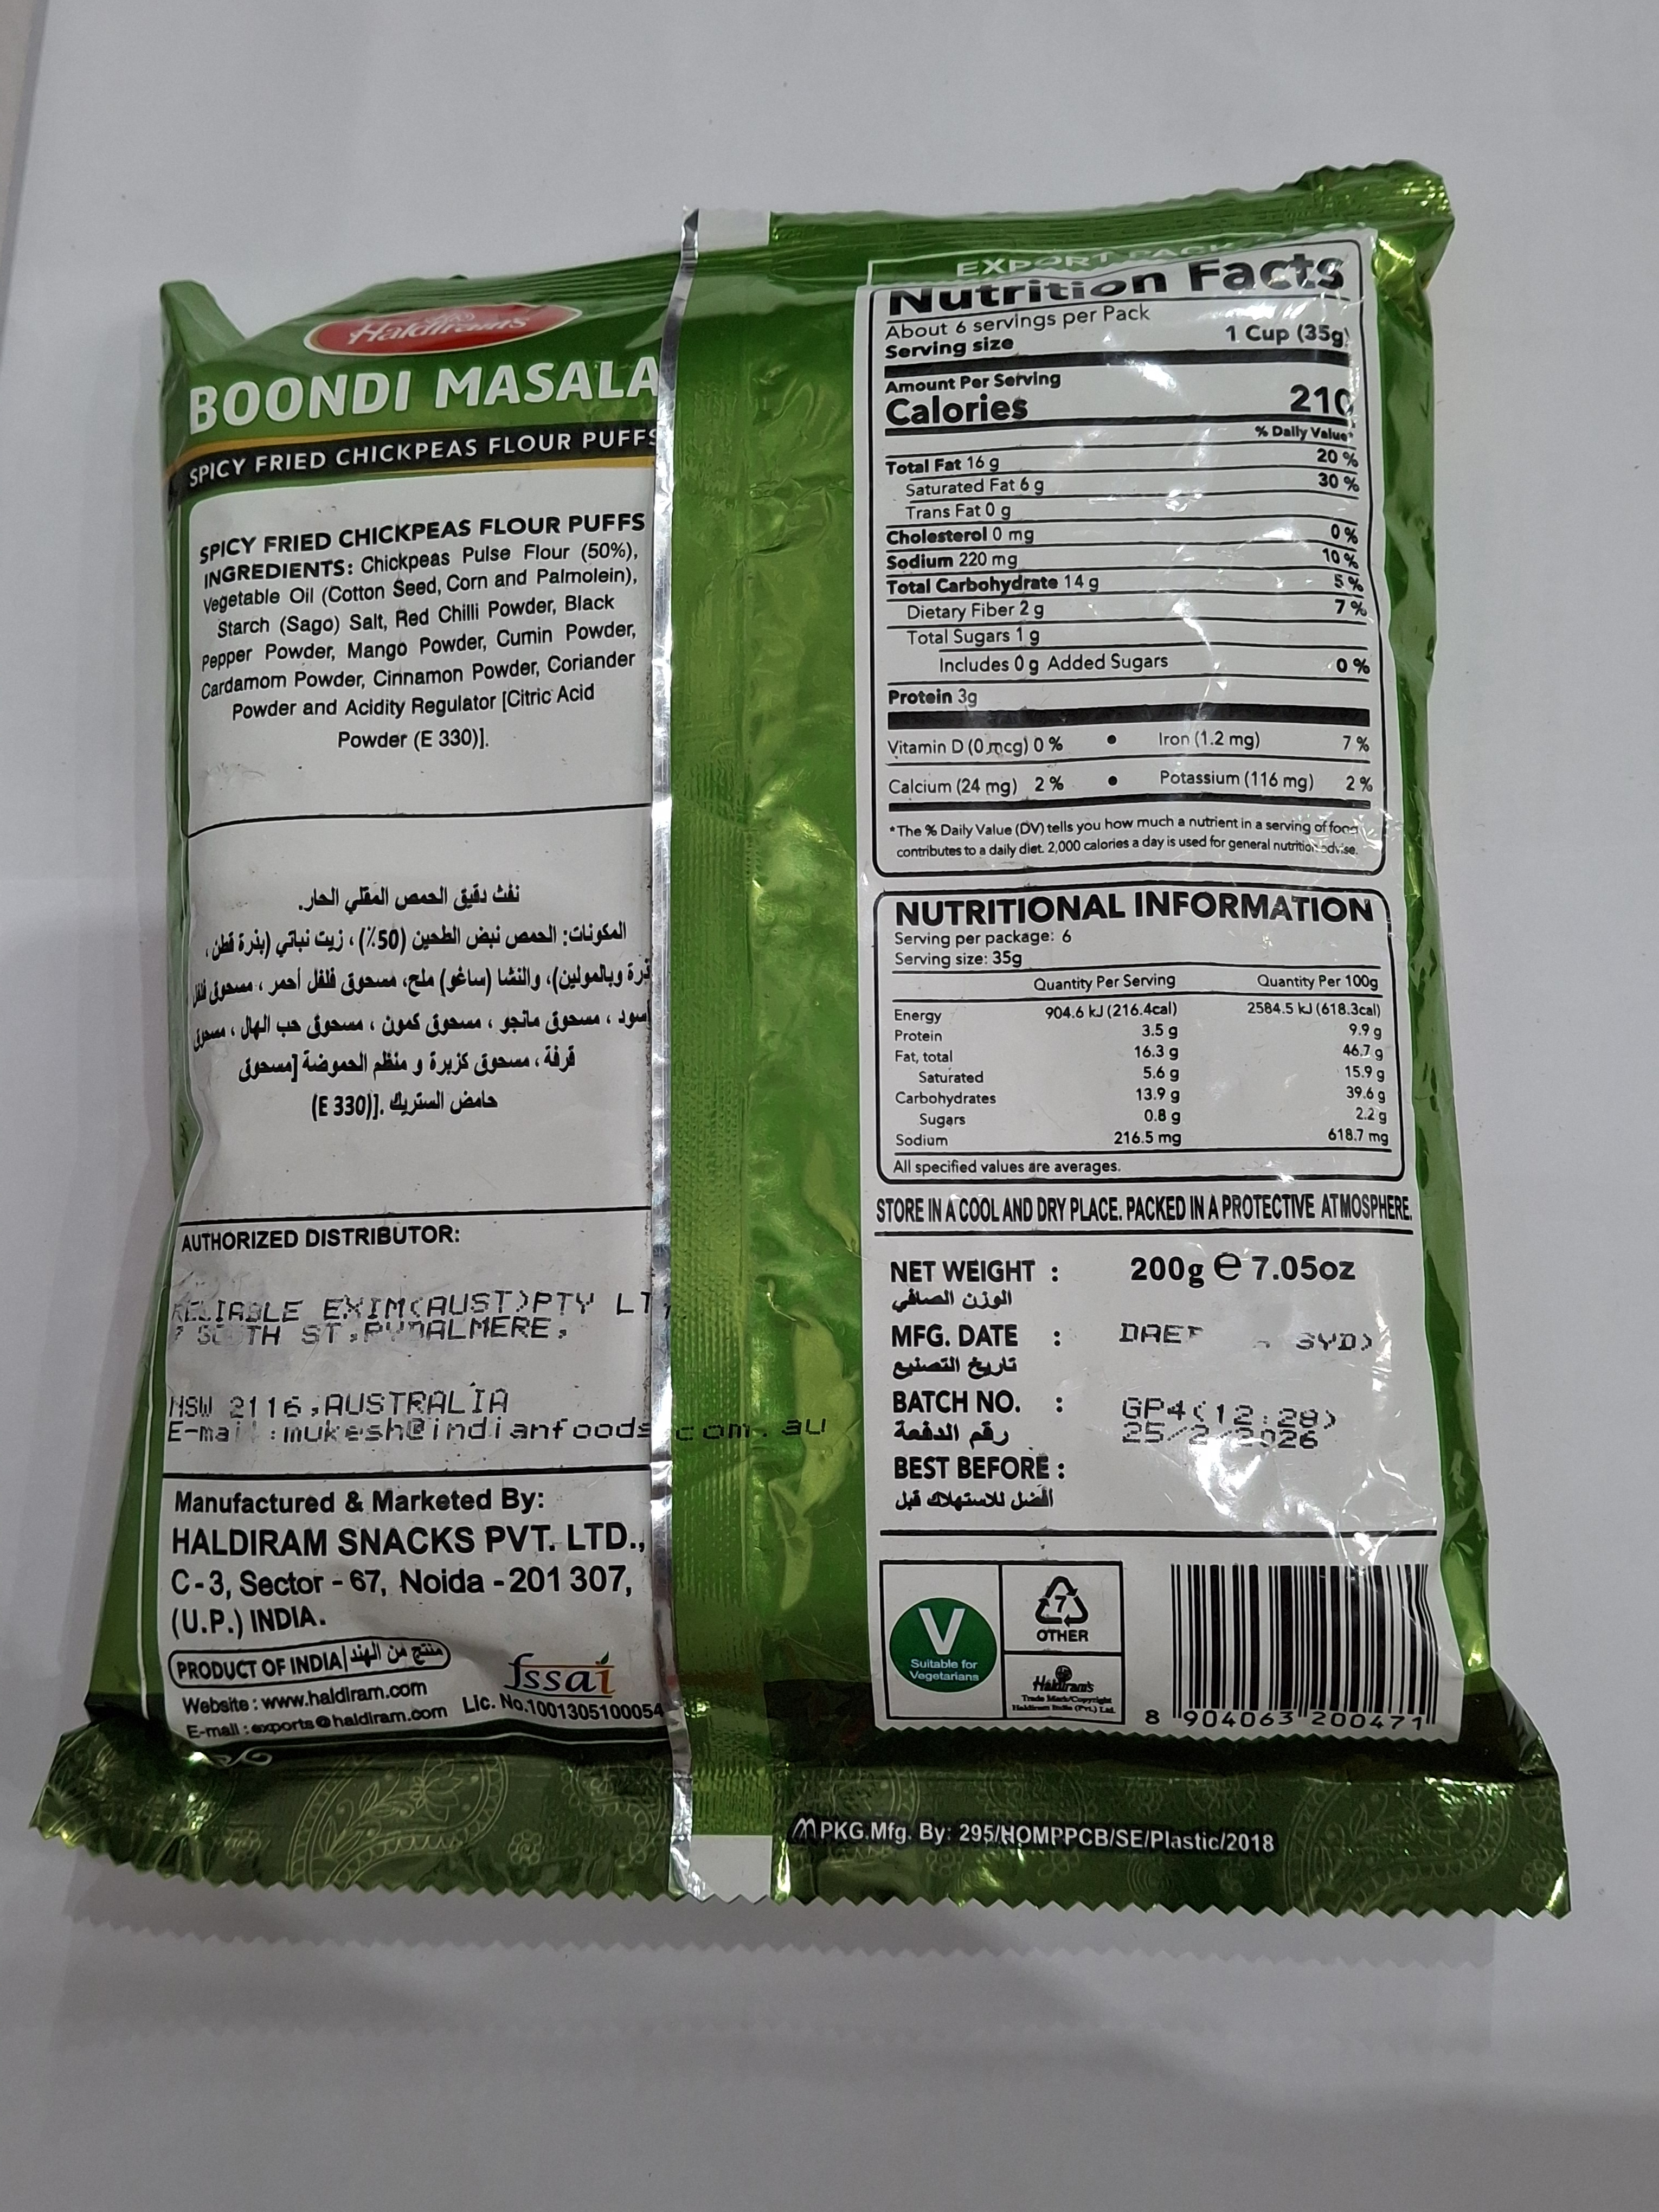 Haldiram's
BOONDI MASALA
SPICY FRIED CHICKPEAS FLOUR PUFFS
SPICY FRIED CHICKPEAS FLOUR PUFFS
INGREDIENTS: Chickpeas Pulse Flour (50%),
Vegetable Oil (Cotton Seed, Corn and Palmolein),
Starch (Sago) Salt, Red Chilli Powder, Black
Pepper Powder, Mango Powder, Cumin Powder,
Cardamom Powder, Cinnamon Powder, Coriander
Powder and Acidity Regulator [Citric Acid
Powder (E 330)].
نفث دقيق الحمص المقلي الحار.
المكونات: الحمص نبض الطحين (50٪)، زيت نباتي (بذرة قطن،
ذرة وبالمولين)، والنشا (ساغو) ملح، مسحوق فلفل أحمر، مسحوق فلفل
أسود، مسحوق مانجو، مسحوق كمون، مسحوق حب الهال، مسحوق
قرفة، مسحوق كزبرة و منظم الحموضة [مسحوق
حامض الستريك .[(E 330)
AUTHORIZED DISTRIBUTOR:
RELIABLE EXIM(AUST)PTY LT
ST,RYDALMERE,
NSW 2116,AUSTRALIA
E-mail:mukesh@indianfoods.com.au
Manufactured & Marketed By:
HALDIRAM SNACKS PVT. LTD.,
C-3, Sector - 67, Noida - 201 307,
(U.P.) INDIA.
PRODUCT OF INDIA | منتج من الهند
Website : www.haldiram.com
E-mail : exports@haldiram.com
fssai
Lic. No.1001305100054
EXPORT PACK
Nutrition Facts
About 6 servings per Pack
Serving size 1 Cup (35g)
Amount Per Serving
Calories 210
% Daily Value*
Total Fat 16 g 20 %
Saturated Fat 6 g 30 %
Trans Fat 0 g
Cholesterol 0 mg 0 %
Sodium 220 mg 10 %
Total Carbohydrate 14 g 5 %
Dietary Fiber 2 g 7 %
Total Sugars 1 g
Includes 0 g Added Sugars 0 %
Protein 3g
Vitamin D (0 mcg) 0 % • Iron (1.2 mg) 7 %
Calcium (24 mg) 2 % • Potassium (116 mg) 2 %
*The % Daily Value (DV) tells you how much a nutrient in a serving of food
contributes to a daily diet. 2,000 calories a day is used for general nutrition advise.
NUTRITIONAL INFORMATION
Serving per package: 6
Serving size: 35g
Quantity Per Serving Quantity Per 100g
Energy 904.6 kJ (216.4cal) 2584.5 kJ (618.3cal)
Protein 3.5 g 9.9 g
Fat, total 16.3 g 46.7 g
Saturated 5.6 g 15.9 g
Carbohydrates 13.9 g 39.6 g
Sugars 0.8 g 2.2 g
Sodium 216.5 mg 618.7 mg
All specified values are averages.
STORE IN A COOL AND DRY PLACE. PACKED IN A PROTECTIVE ATMOSPHERE.
NET WEIGHT : 200g e 7.05oz
الوزن الصافي
MFG. DATE : SYD)
تاريخ التصنيع
BATCH NO. : GP4(12:28)
رقم الدفعة 25/2/2026
BEST BEFORE :
أفضل للاستهلاك قبل
V
Suitable for
Vegetarians
7
OTHER
Haldiram's
Trade Mark/Copyright
Haldiram India (Pvt.) Ltd.
8 904063 200471
PKG.Mfg. By: 295/HOMPPCB/SE/Plastic/2018